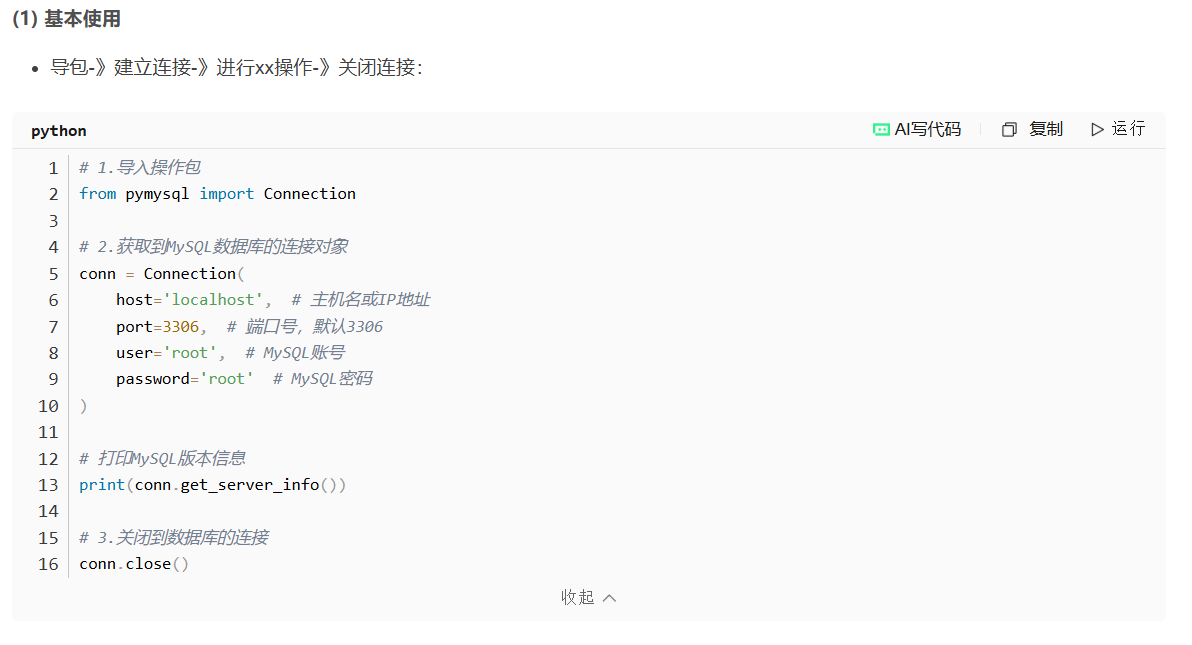 (1) 基本使用
• 导包-》建立连接-》进行xx操作-》关闭连接：
python
AI写代码
复制
运行
1 # 1.导入操作包
2 from pymysql import Connection
3
4 # 2.获取到MySQL数据库的连接对象
5 conn = Connection(
6     host='localhost',  # 主机名或IP地址
7     port=3306,  # 端口号，默认3306
8     user='root',  # MySQL账号
9     password='root'  # MySQL密码
10 )
11
12 # 打印MySQL版本信息
13 print(conn.get_server_info())
14
15 # 3.关闭到数据库的连接
16 conn.close()
收起